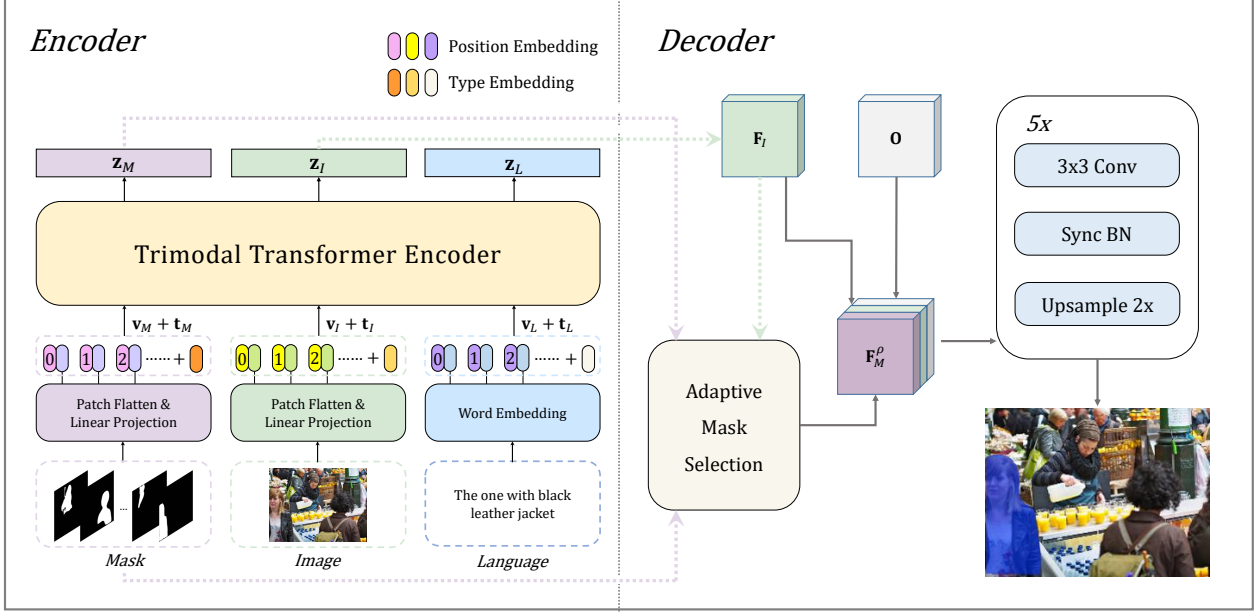 Encoder
Position Embedding
Type Embedding
z_M
z_I
z_L
Trimodal Transformer Encoder
v_M + t_M
v_I + t_I
v_L + t_L
0 1 2 ...... +
0 1 2 ...... +
0 1 2 ...... +
Patch Flatten &
Linear Projection
Patch Flatten &
Linear Projection
Word Embedding
...
The one with black
leather jacket
Mask
Image
Language
Decoder
F_I
O
F_M^ρ
Adaptive
Mask
Selection
5x
3x3 Conv
Sync BN
Upsample 2x